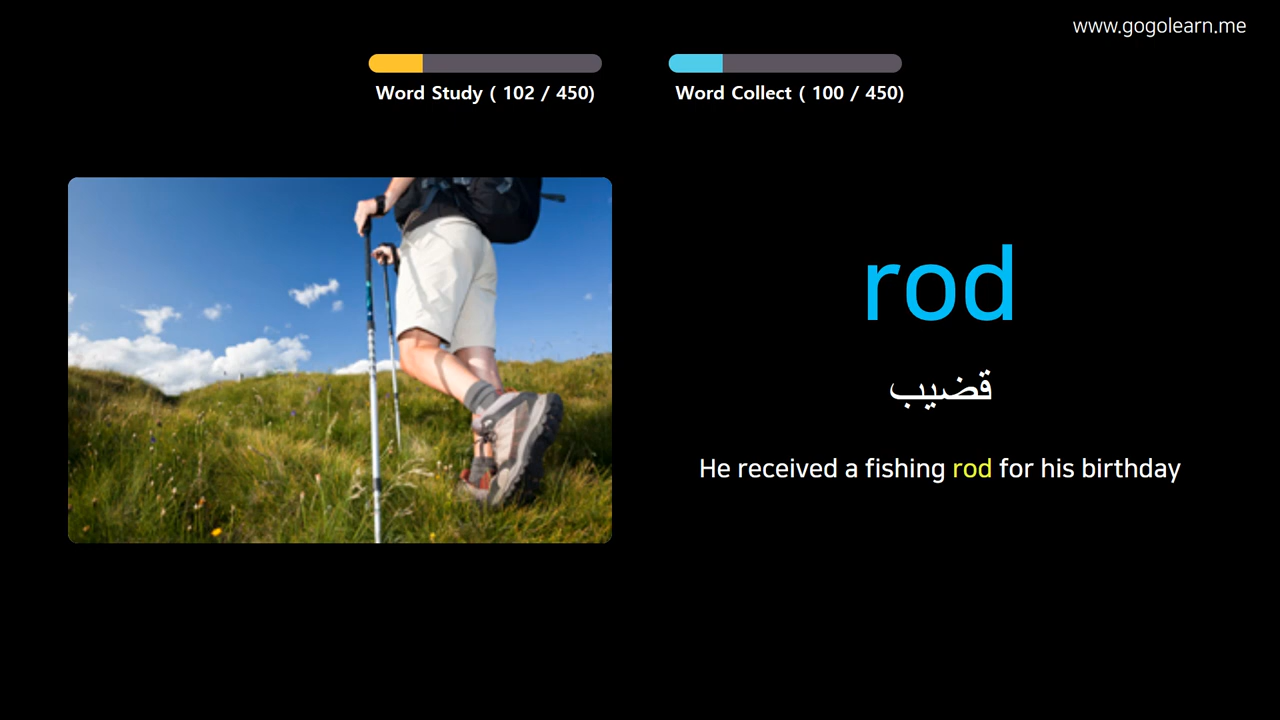 www.gogolearn.me
Word Study ( 102 / 450)
Word Collect ( 100 / 450)
rod
قضيب
He received a fishing rod for his birthday